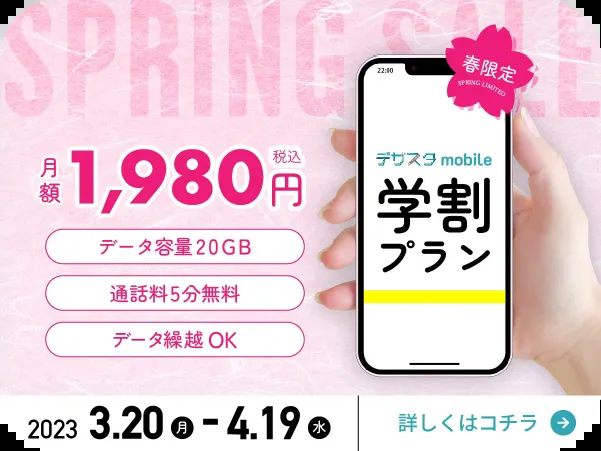 SPRING SALE
春限定
SPRING LIMITED
22:00
月額 1,980円 税込
データ容量20GB
通話料5分無料
データ繰越 OK
デザスタ mobile
学割
プラン
2023 3.20 月 - 4.19 水
詳しくはコチラ